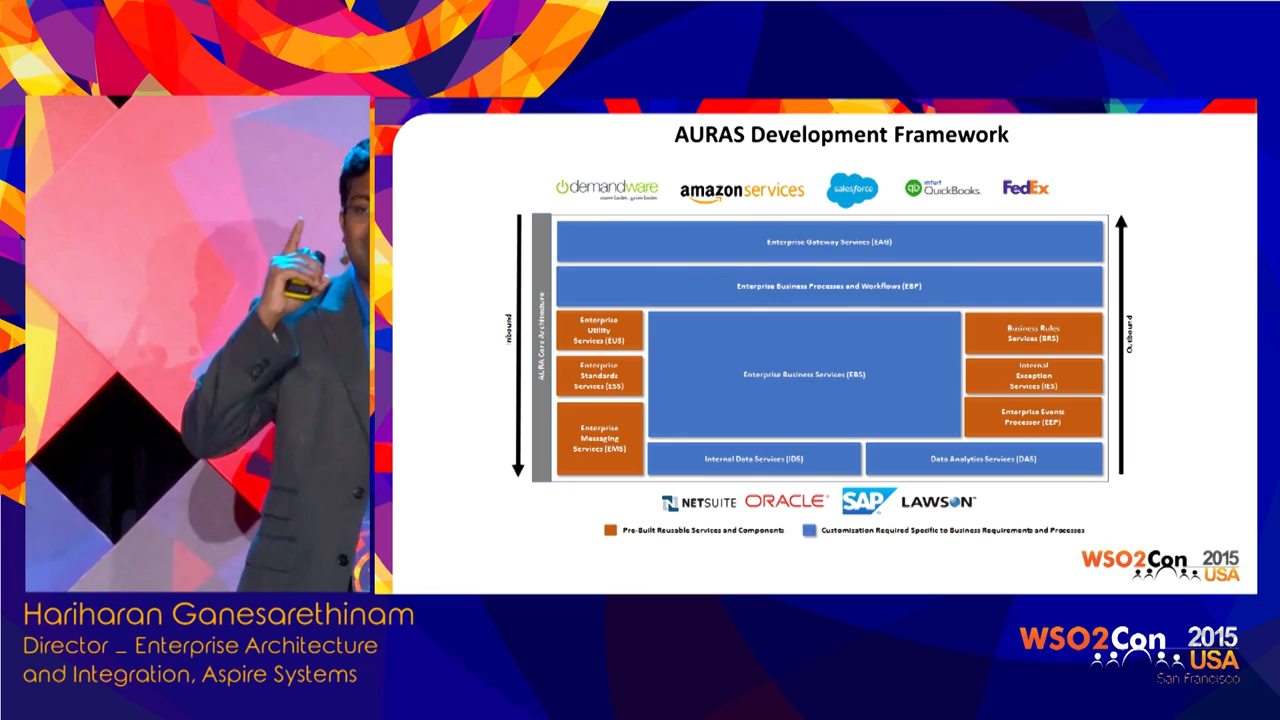 AURAS Development Framework
demandware
amazonservices
salesforce
intuit
qb QuickBooks.
FedEx
Inbound
AURA Core Architecture
Enterprise Gateway Services (EAG)
Enterprise Business Processes and Workflows (EBP)
Enterprise
Utility
Services (EUS)
Enterprise
Standards
Services (ESS)
Enterprise
Messaging
Services (EMS)
Enterprise Business Services (EBS)
Business Rules
Services (BRS)
Internal
Exception
Services (IES)
Enterprise Events
Processor (EEP)
Internal Data Services (IDS)
Data Analytics Services (DAS)
Outbound
NETSUITE
ORACLE
SAP
LAWSON
Pre-Built Reusable Services and Components
Customization Required Specific to Business Requirements and Processes
WSO2Con 2015
USA
Hariharan Ganesarethinam
Director _ Enterprise Architecture
and Integration, Aspire Systems
WSO2Con 2015
USA
San Francisco